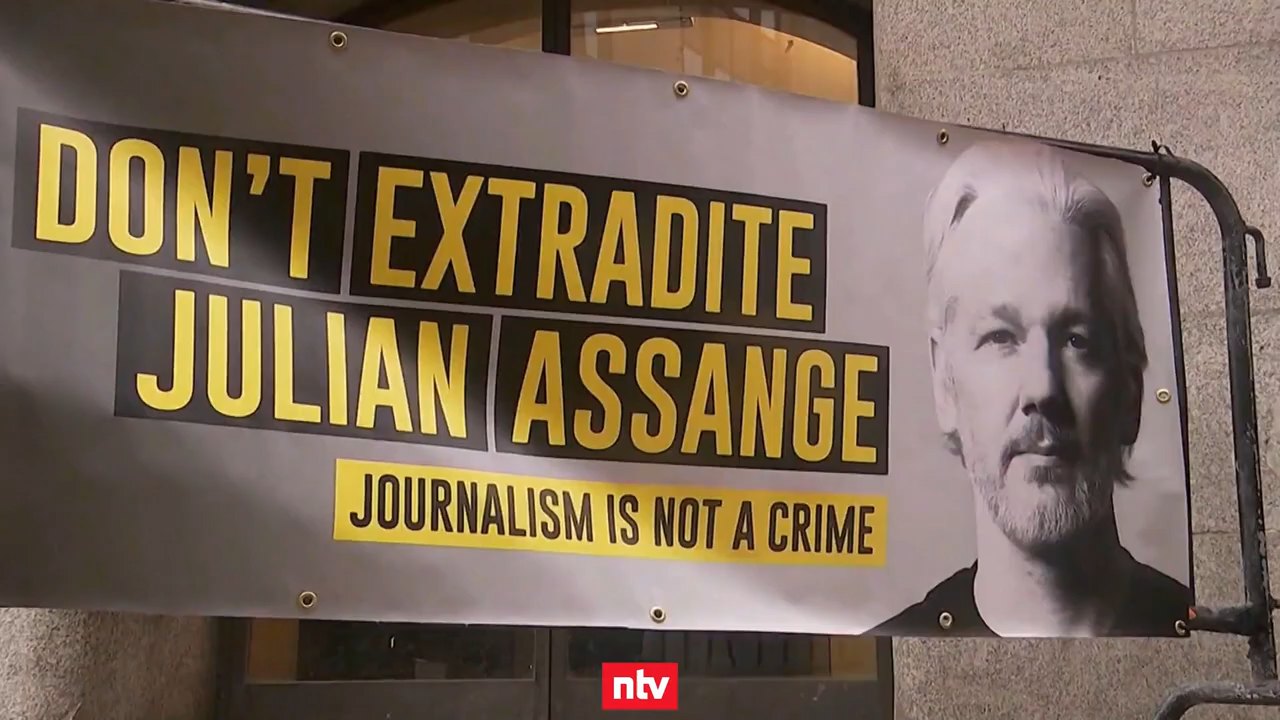 DON'T EXTRADITE
JULIAN ASSANGE
JOURNALISM IS NOT A CRIME
ntv